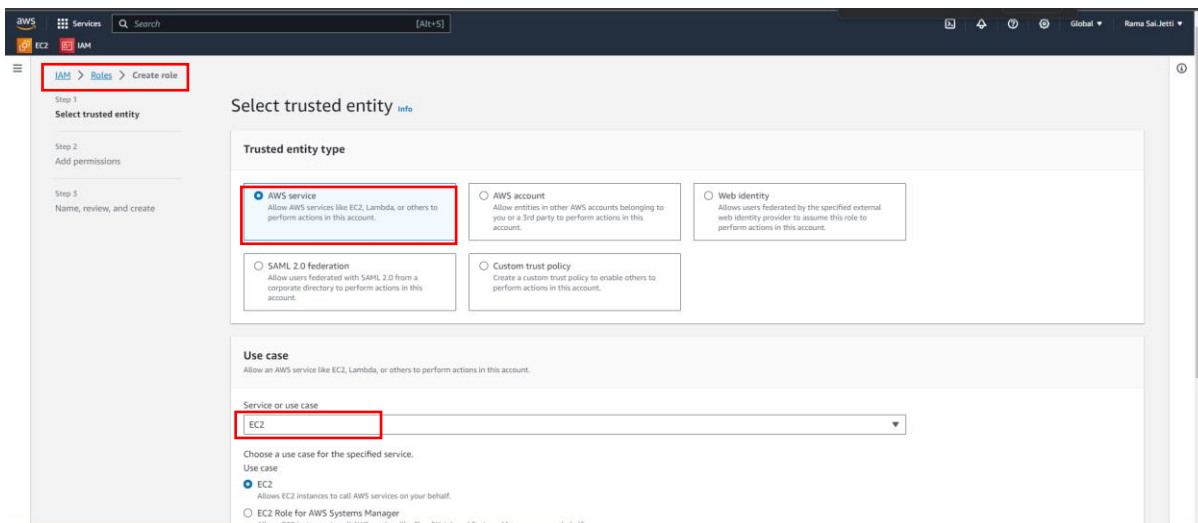 aws Services Search [Alt+S] Global Rama Sai.Jetti
EC2 IAM
IAM > Roles > Create role
Step 1
Select trusted entity
Step 2
Add permissions
Step 3
Name, review, and create
Select trusted entity Info
Trusted entity type
AWS service
Allow AWS services like EC2, Lambda, or others to
perform actions in this account.
AWS account
Allow entities in other AWS accounts belonging to
you or a 3rd party to perform actions in this
account.
Web identity
Allows users federated by the specified external
web identity provider to assume this role to
perform actions in this account.
SAML 2.0 federation
Allow users federated with SAML 2.0 from a
corporate directory to perform actions in this
account.
Custom trust policy
Create a custom trust policy to enable others to
perform actions in this account.
Use case
Allow an AWS service like EC2, Lambda, or others to perform actions in this account.
Service or use case
EC2
Choose a use case for the specified service.
Use case
EC2
Allows EC2 instances to call AWS services on your behalf.
EC2 Role for AWS Systems Manager